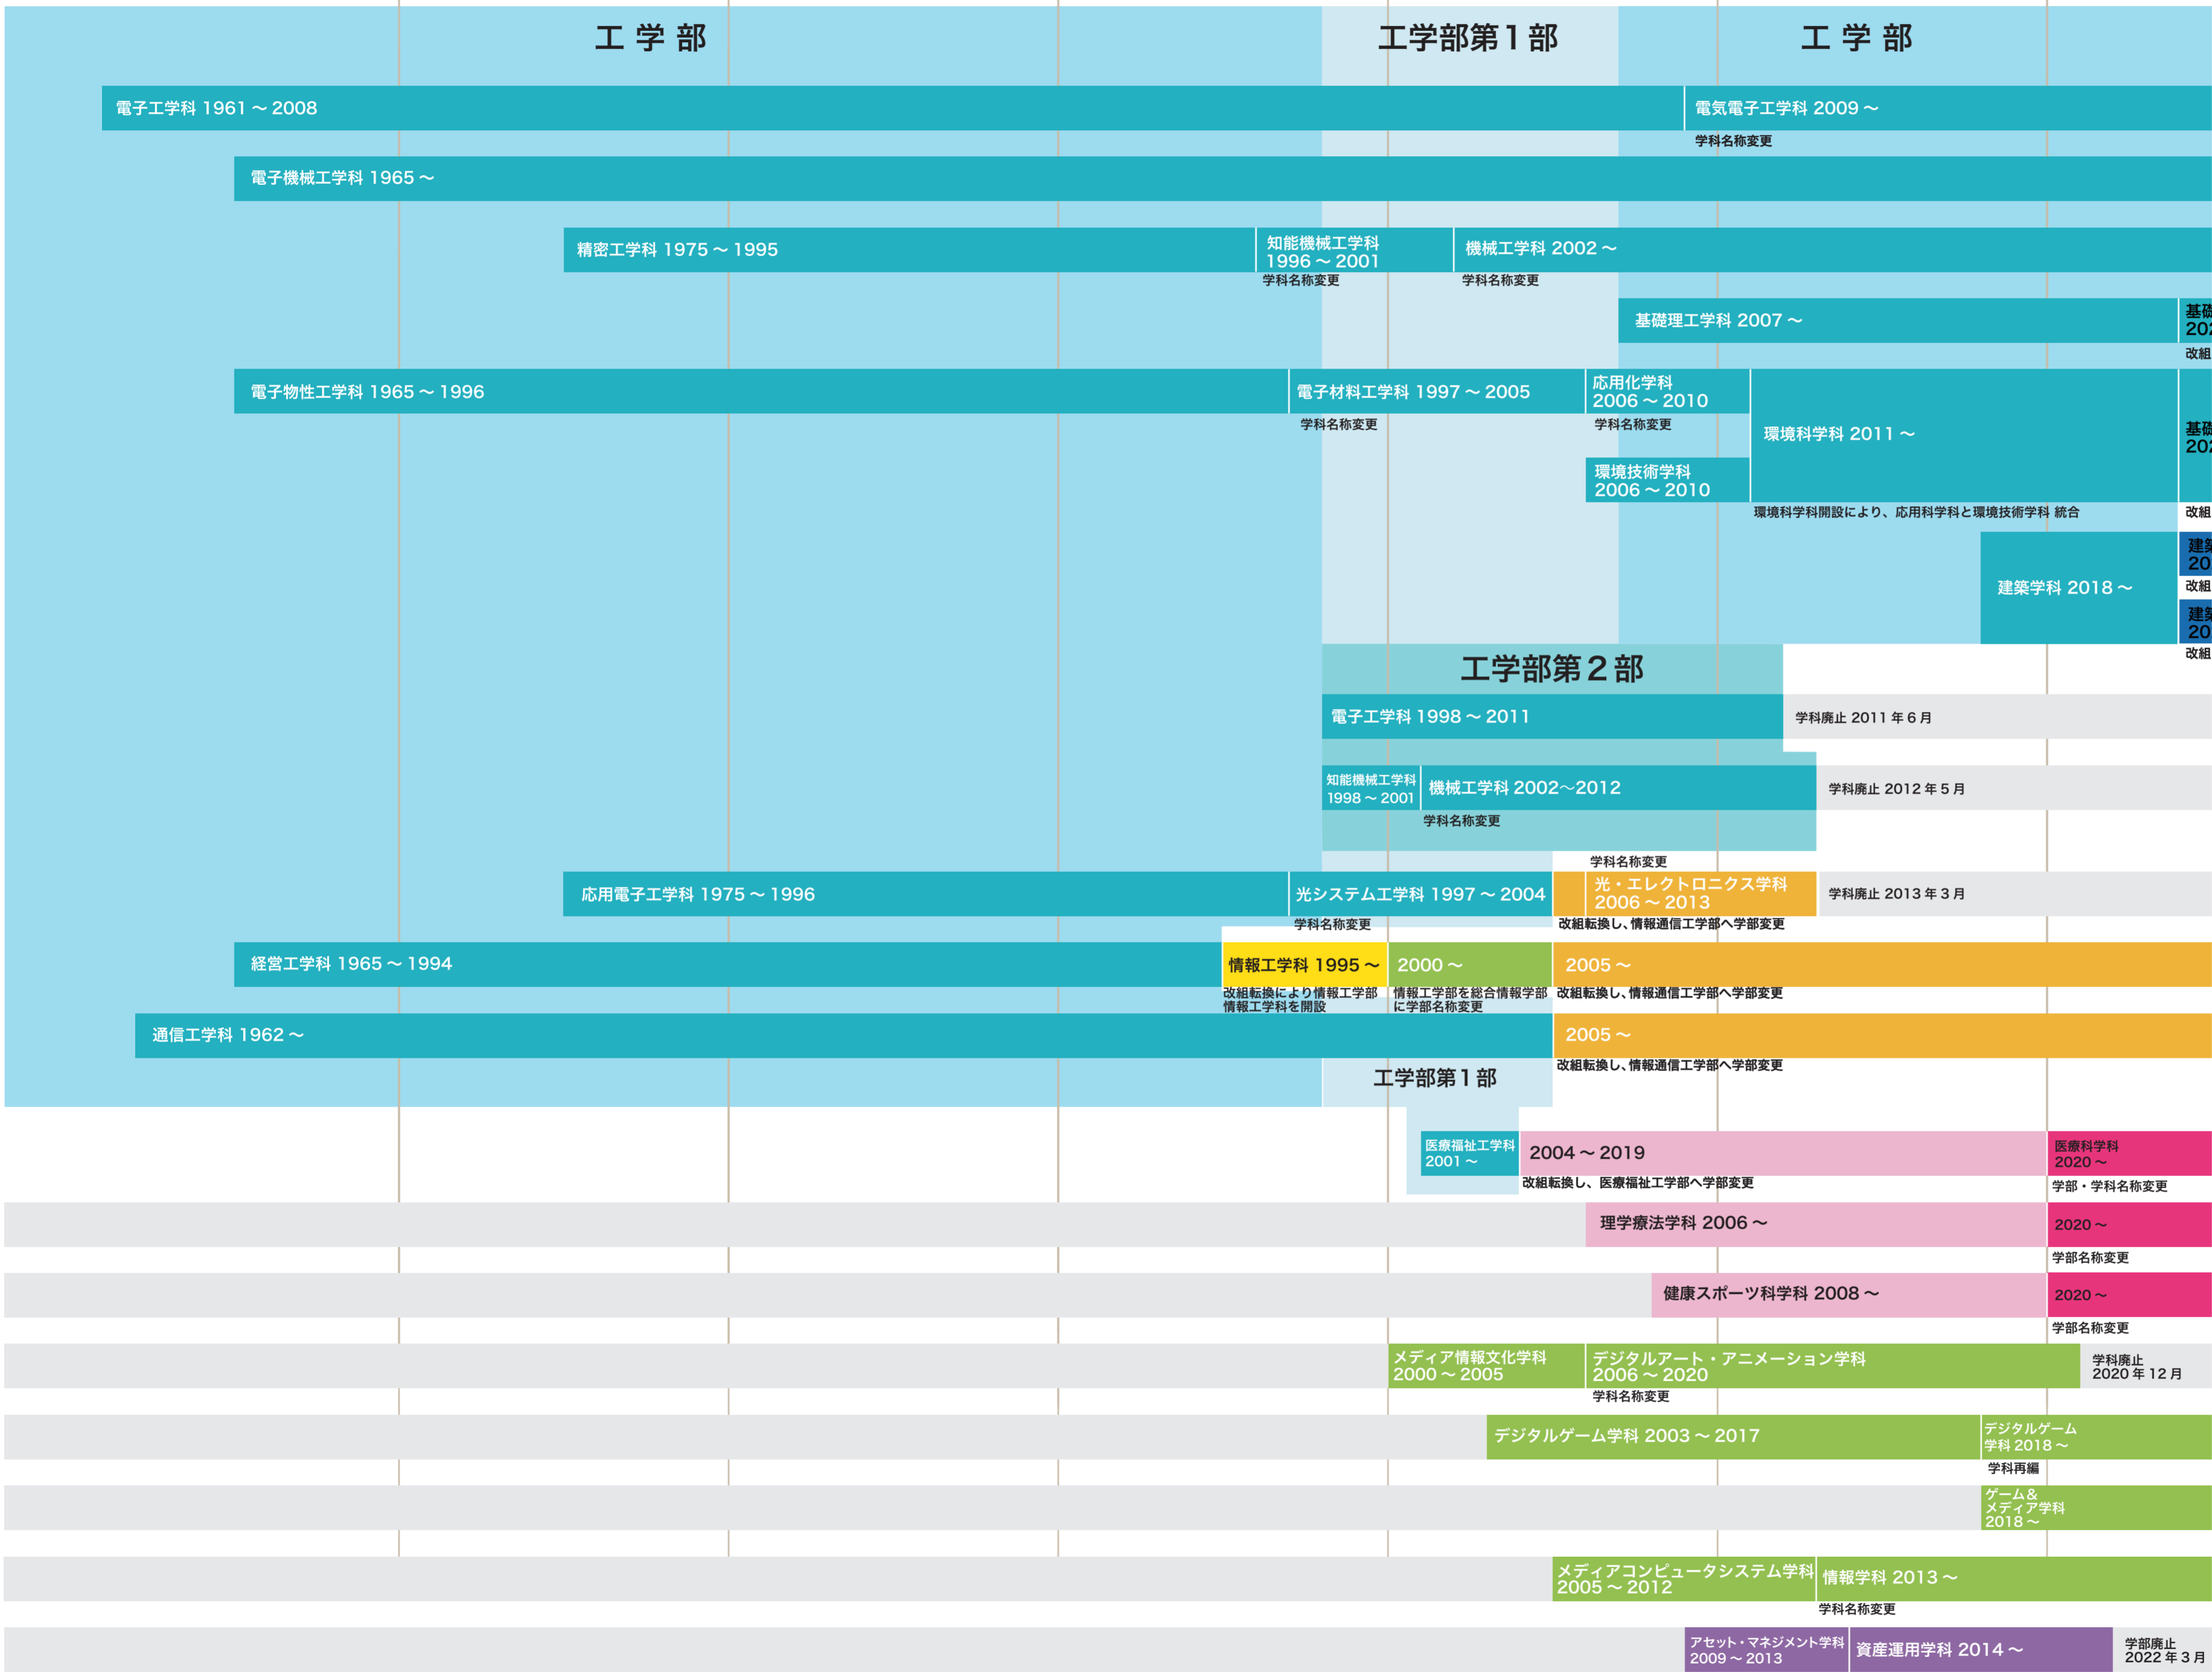 工学部
工学部第1部
工学部
電子工学科 1961 ～ 2008
電気電子工学科 2009 ～
学科名称変更
電子機械工学科 1965 ～
精密工学科 1975 ～ 1995
知能機械工学科
1996 ～ 2001
機械工学科 2002 ～
学科名称変更
学科名称変更
基礎理工学科 2007 ～
基礎
202
改組
電子物性工学科 1965 ～ 1996
電子材料工学科 1997 ～ 2005
応用化学科
2006 ～ 2010
学科名称変更
学科名称変更
環境科学科 2011 ～
基礎
202
環境技術学科
2006 ～ 2010
環境科学科開設により、応用科学科と環境技術学科 統合
改組
建築学科 2018 ～
建築
20
改組
建築
20
改組
工学部第2部
電子工学科 1998 ～ 2011
学科廃止 2011 年 6 月
知能機械工学科
1998 ～ 2001
機械工学科 2002～2012
学科廃止 2012 年 5 月
学科名称変更
学科名称変更
応用電子工学科 1975 ～ 1996
光システム工学科 1997 ～ 2004
光・エレクトロニクス学科
2006 ～ 2013
学科廃止 2013 年 3 月
学科名称変更
改組転換し、情報通信工学部へ学部変更
経営工学科 1965 ～ 1994
情報工学科 1995 ～
2000 ～
2005 ～
改組転換により情報工学部
情報工学科を開設
情報工学部を総合情報学部
に学部名称変更
改組転換し、情報通信工学部へ学部変更
通信工学科 1962 ～
2005 ～
改組転換し、情報通信工学部へ学部変更
工学部第1部
医療福祉工学科
2001 ～
2004 ～ 2019
医療科学科
2020 ～
改組転換し、医療福祉工学部へ学部変更
学部・学科名称変更
理学療法学科 2006 ～
2020 ～
学部名称変更
健康スポーツ科学科 2008 ～
2020 ～
学部名称変更
メディア情報文化学科
2000 ～ 2005
デジタルアート・アニメーション学科
2006 ～ 2020
学科廃止
2020 年 12 月
学科名称変更
デジタルゲーム学科 2003 ～ 2017
デジタルゲーム
学科 2018 ～
学科再編
ゲーム＆
メディア学科
2018 ～
メディアコンピュータシステム学科
2005 ～ 2012
情報学科 2013 ～
学科名称変更
アセット・マネジメント学科
2009 ～ 2013
資産運用学科 2014 ～
学部廃止
2022 年 3 月